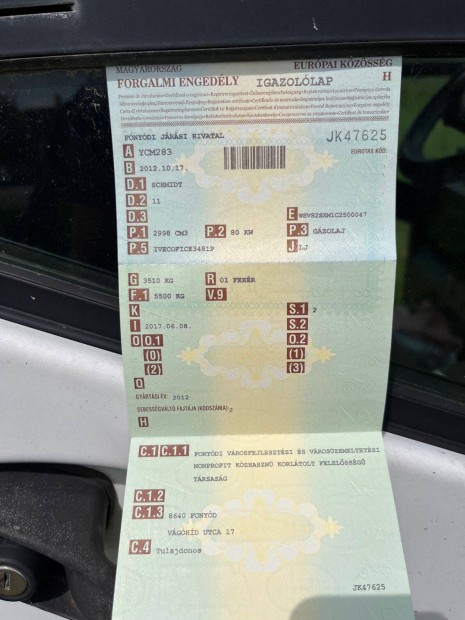 MAGYARORSZÁG EURÓPAI KÖZÖSSÉG
FORGALMI ENGEDÉLY IGAZOLÓLAP H
FONYÓDI JÁRÁSI HIVATAL JK47625
A YCM283 EUROTAX KÓD:
B 2012.10.17.
D.1 SCHMIDT
D.2 11
D.3 E W8V828XM1C2500047
P.1 2998 CM3 P.2 80 KW P.3 GÁZOLAJ
P.5 IVECOFICE3481P J LJ
G 3510 KG R 01 FEHÉR
F.1 5500 KG V.9
K S.1 2
I 2017.06.08. S.2
O O.1 O.2
(0) (1)
(2) (3)
Q
GYÁRTÁSI ÉV: 2012
SEBESSÉGVÁLTÓ FAJTÁJA (KÓDSZÁMA): 2
H
C.1 C.1.1 FONYÓDI VÁROSFEJLESZTÉSI ÉS VÁROSÜZEMELTETÉSI
NONPROFIT KÖZHASZNÚ KORLÁTOLT FELELŐSSÉGŰ
TÁRSASÁG
C.1.2
C.1.3 8640 FONYÓD
VÁGÓHÍD UTCA 17
C.4 Tulajdonos
JK47625